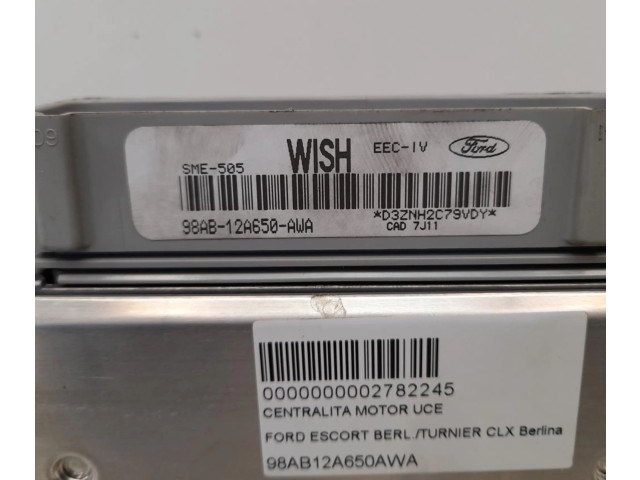 SME-505 WISH EEC-IV Ford
98AB-12A650-AWA *D3ZNH2C79VDY*
CAD 7J11
0000000002782245
CENTRALITA MOTOR UCE
FORD ESCORT BERL./TURNIER CLX Berlina
98AB12A650AWA